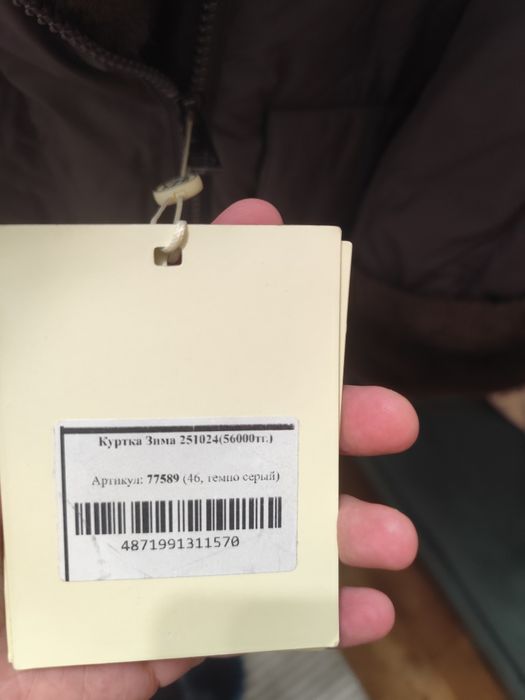 Куртка Зима 251024(56000тг.)
Артикул: 77589 (46, темно серый)
4871991311570